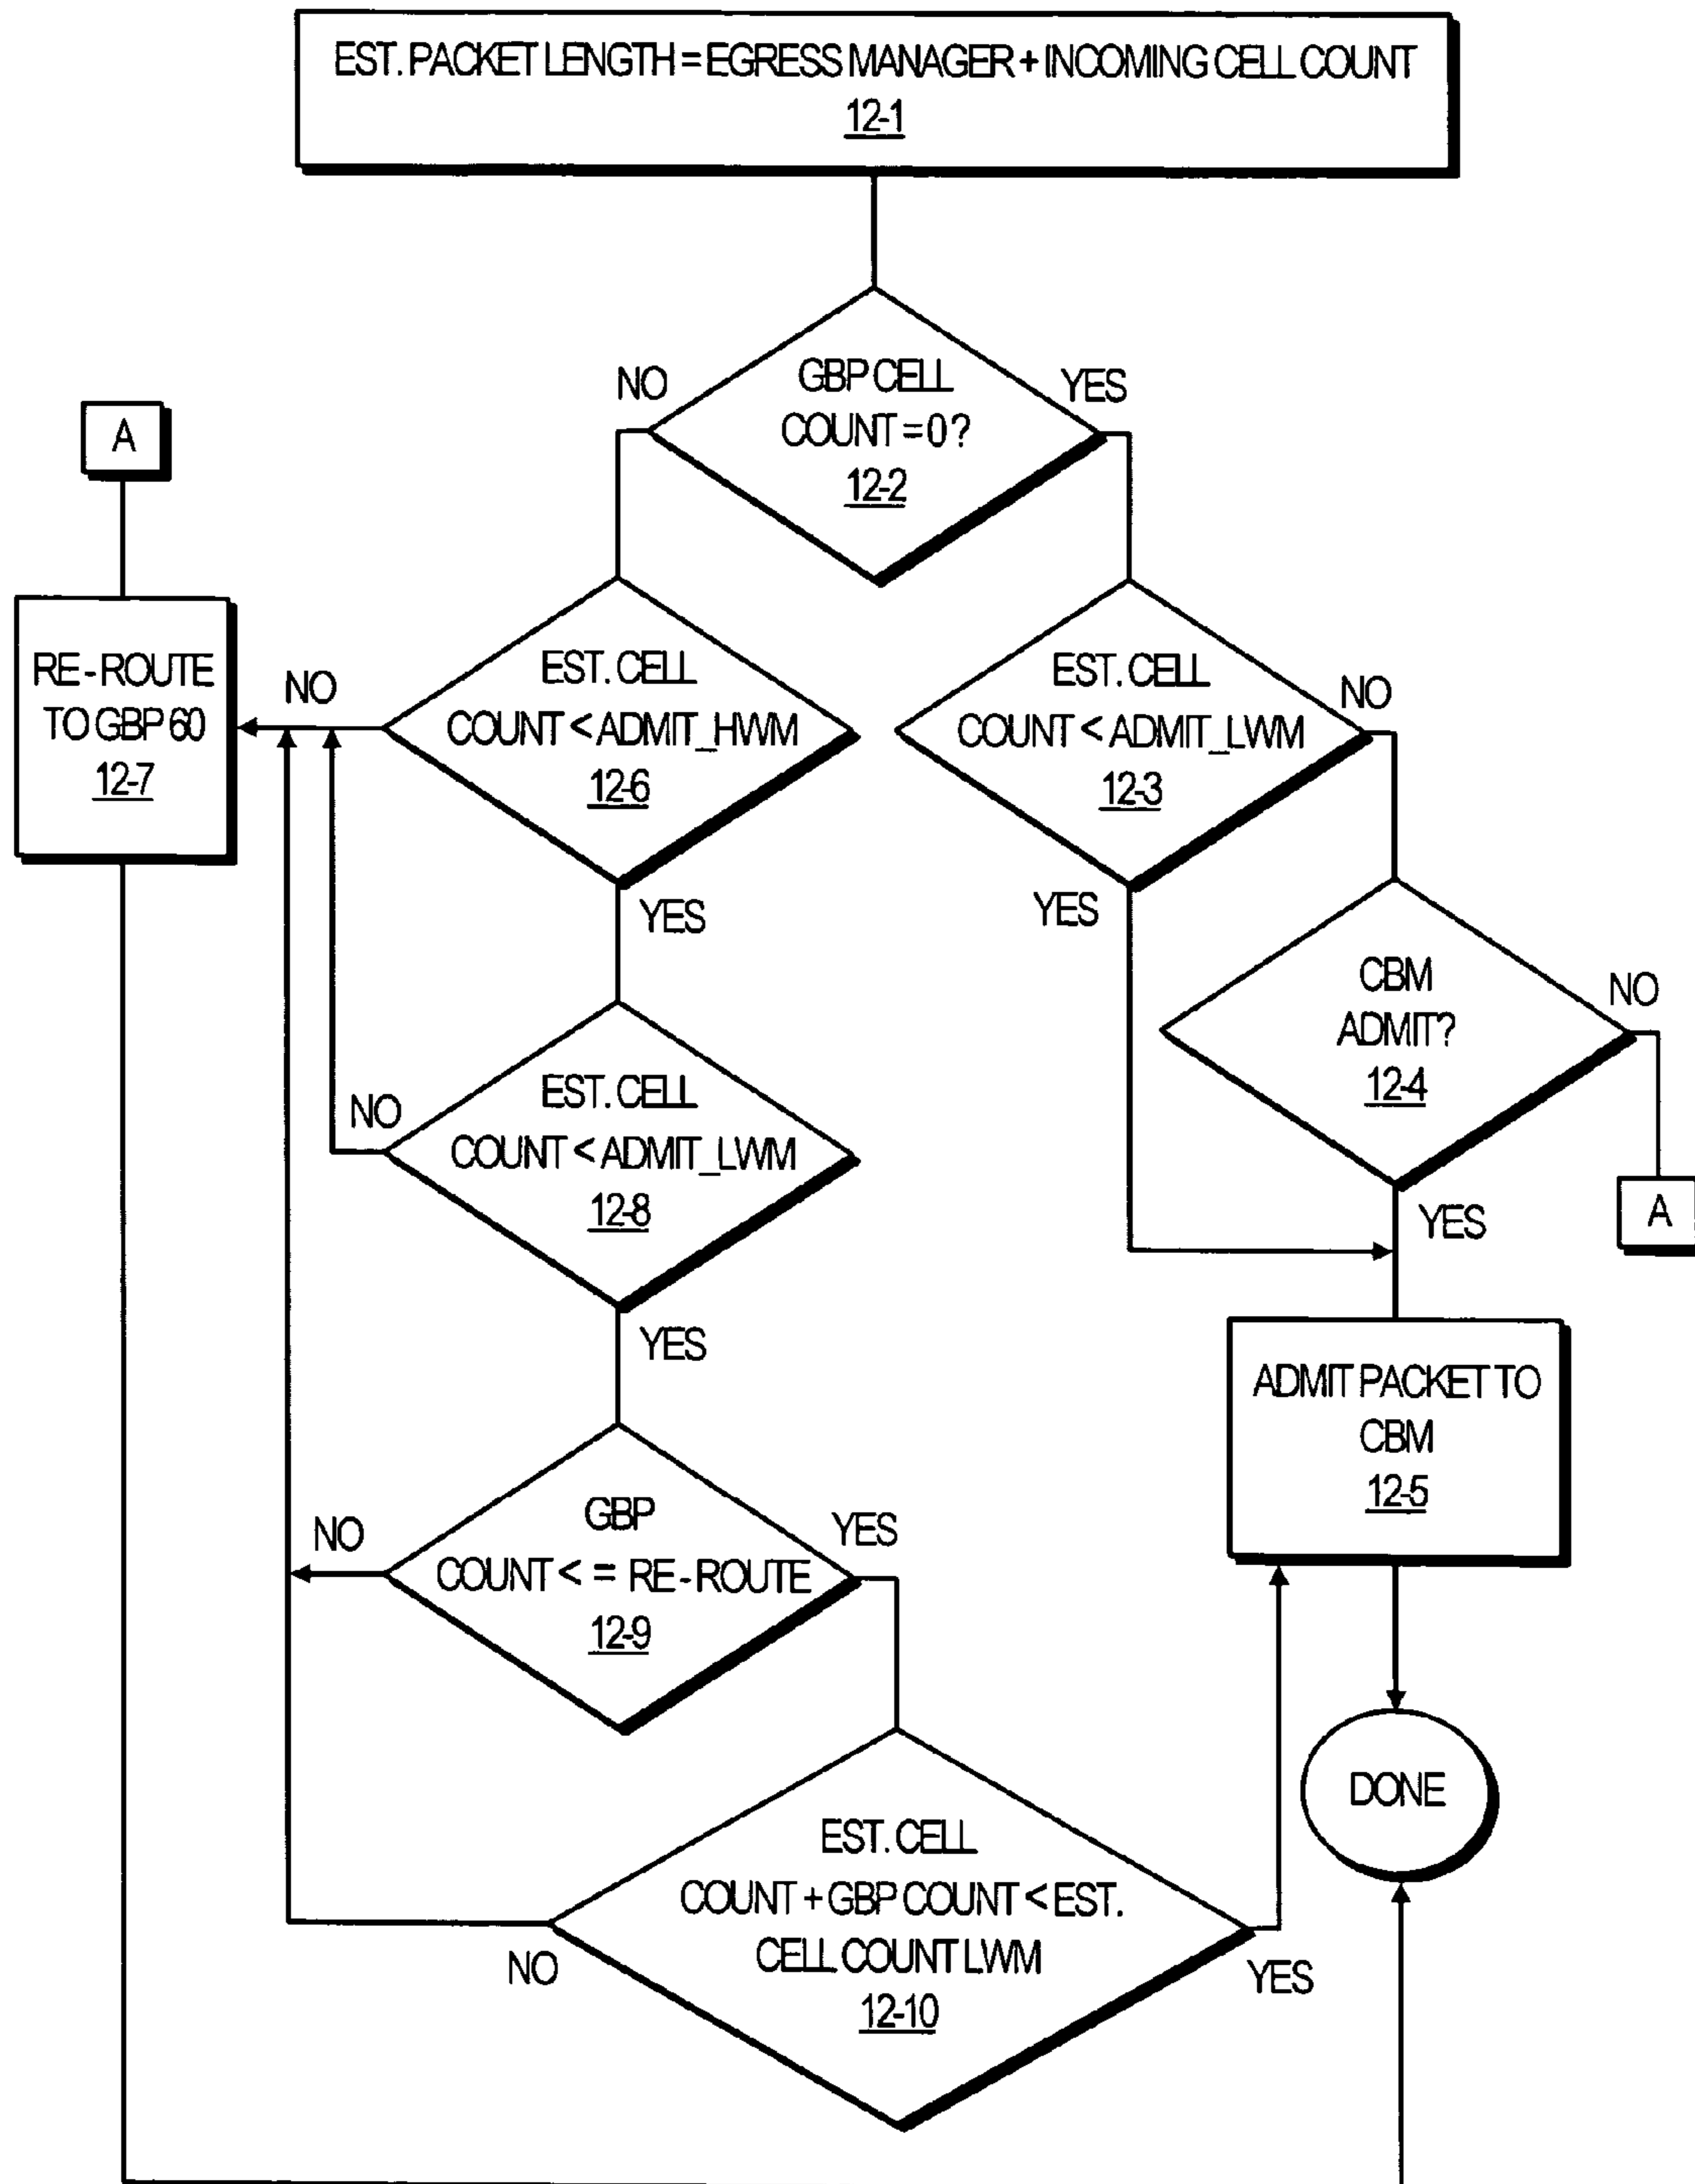 EST. PACKET LENGTH = EGRESS MANAGER + INCOMING CELL COUNT
12-1
GBP CELL
COUNT = 0 ?
12-2
NO
YES
A
RE-ROUTE
TO GBP 60
12-7
NO
EST. CELL
COUNT < ADMIT_HWM
12-6
YES
EST. CELL
COUNT < ADMIT_LWM
12-3
NO
YES
CBM
ADMIT?
12-4
NO
YES
A
EST. CELL
COUNT < ADMIT_LWM
12-8
NO
YES
ADMIT PACKET TO
CBM
12-5
GBP
COUNT < = RE-ROUTE
12-9
NO
YES
DONE
EST. CELL
COUNT + GBP COUNT < EST.
CELL COUNT LWM
12-10
NO
YES